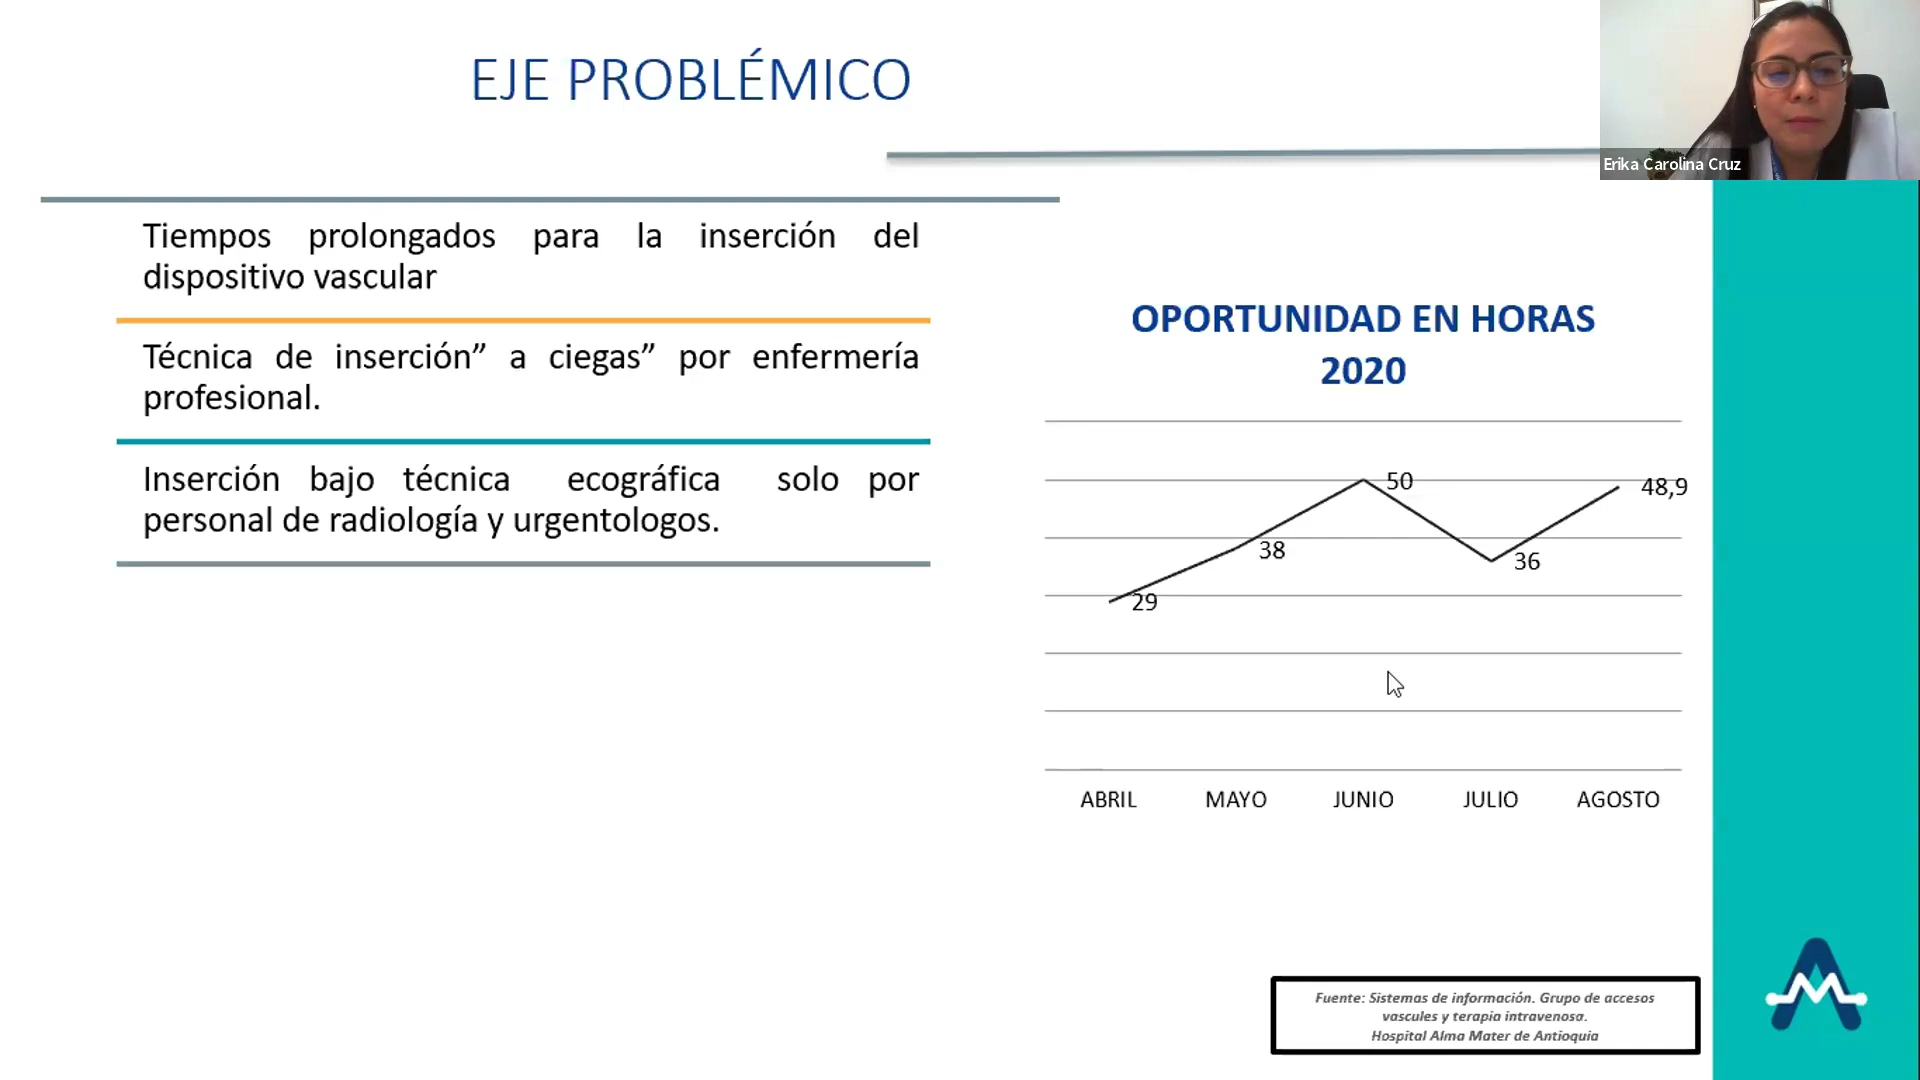 EJE PROBLÉMICO
Erika Carolina Cruz
Tiempos prolongados para la inserción del
dispositivo vascular
Técnica de inserción” a ciegas” por enfermería
profesional.
Inserción bajo técnica ecográfica solo por
personal de radiología y urgentologos.
OPORTUNIDAD EN HORAS
2020
50
48,9
38
36
29
ABRIL MAYO JUNIO JULIO AGOSTO
Fuente: Sistemas de información. Grupo de accesos
vascules y terapia intravenosa.
Hospital Alma Mater de Antioquia